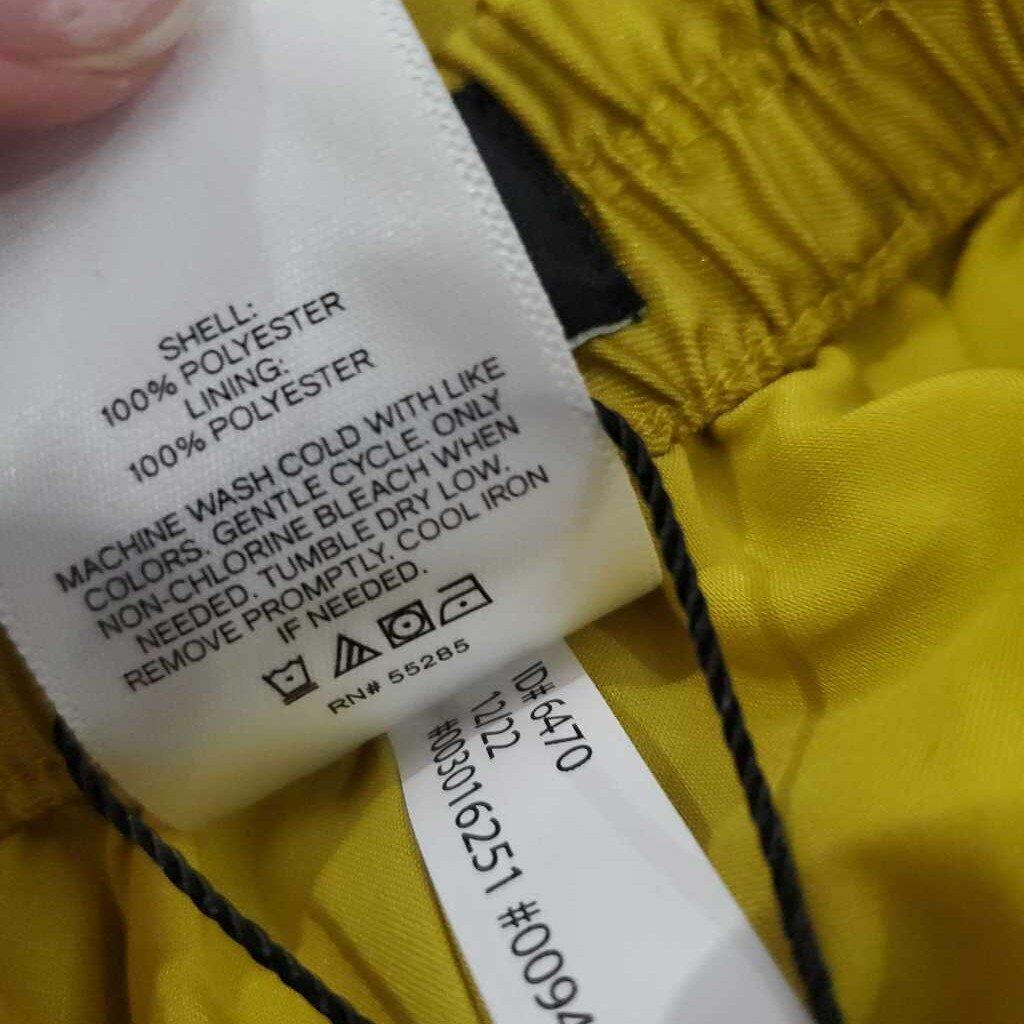 SHELL:
100% POLYESTER
LINING:
100% POLYESTER
MACHINE WASH COLD WITH LIKE
COLORS. GENTLE CYCLE. ONLY
NON-CHLORINE BLEACH WHEN
NEEDED. TUMBLE DRY LOW.
REMOVE PROMPTLY. COOL IRON
IF NEEDED.
RN# 55285
ID#6470
12/22
#003016251 #0094